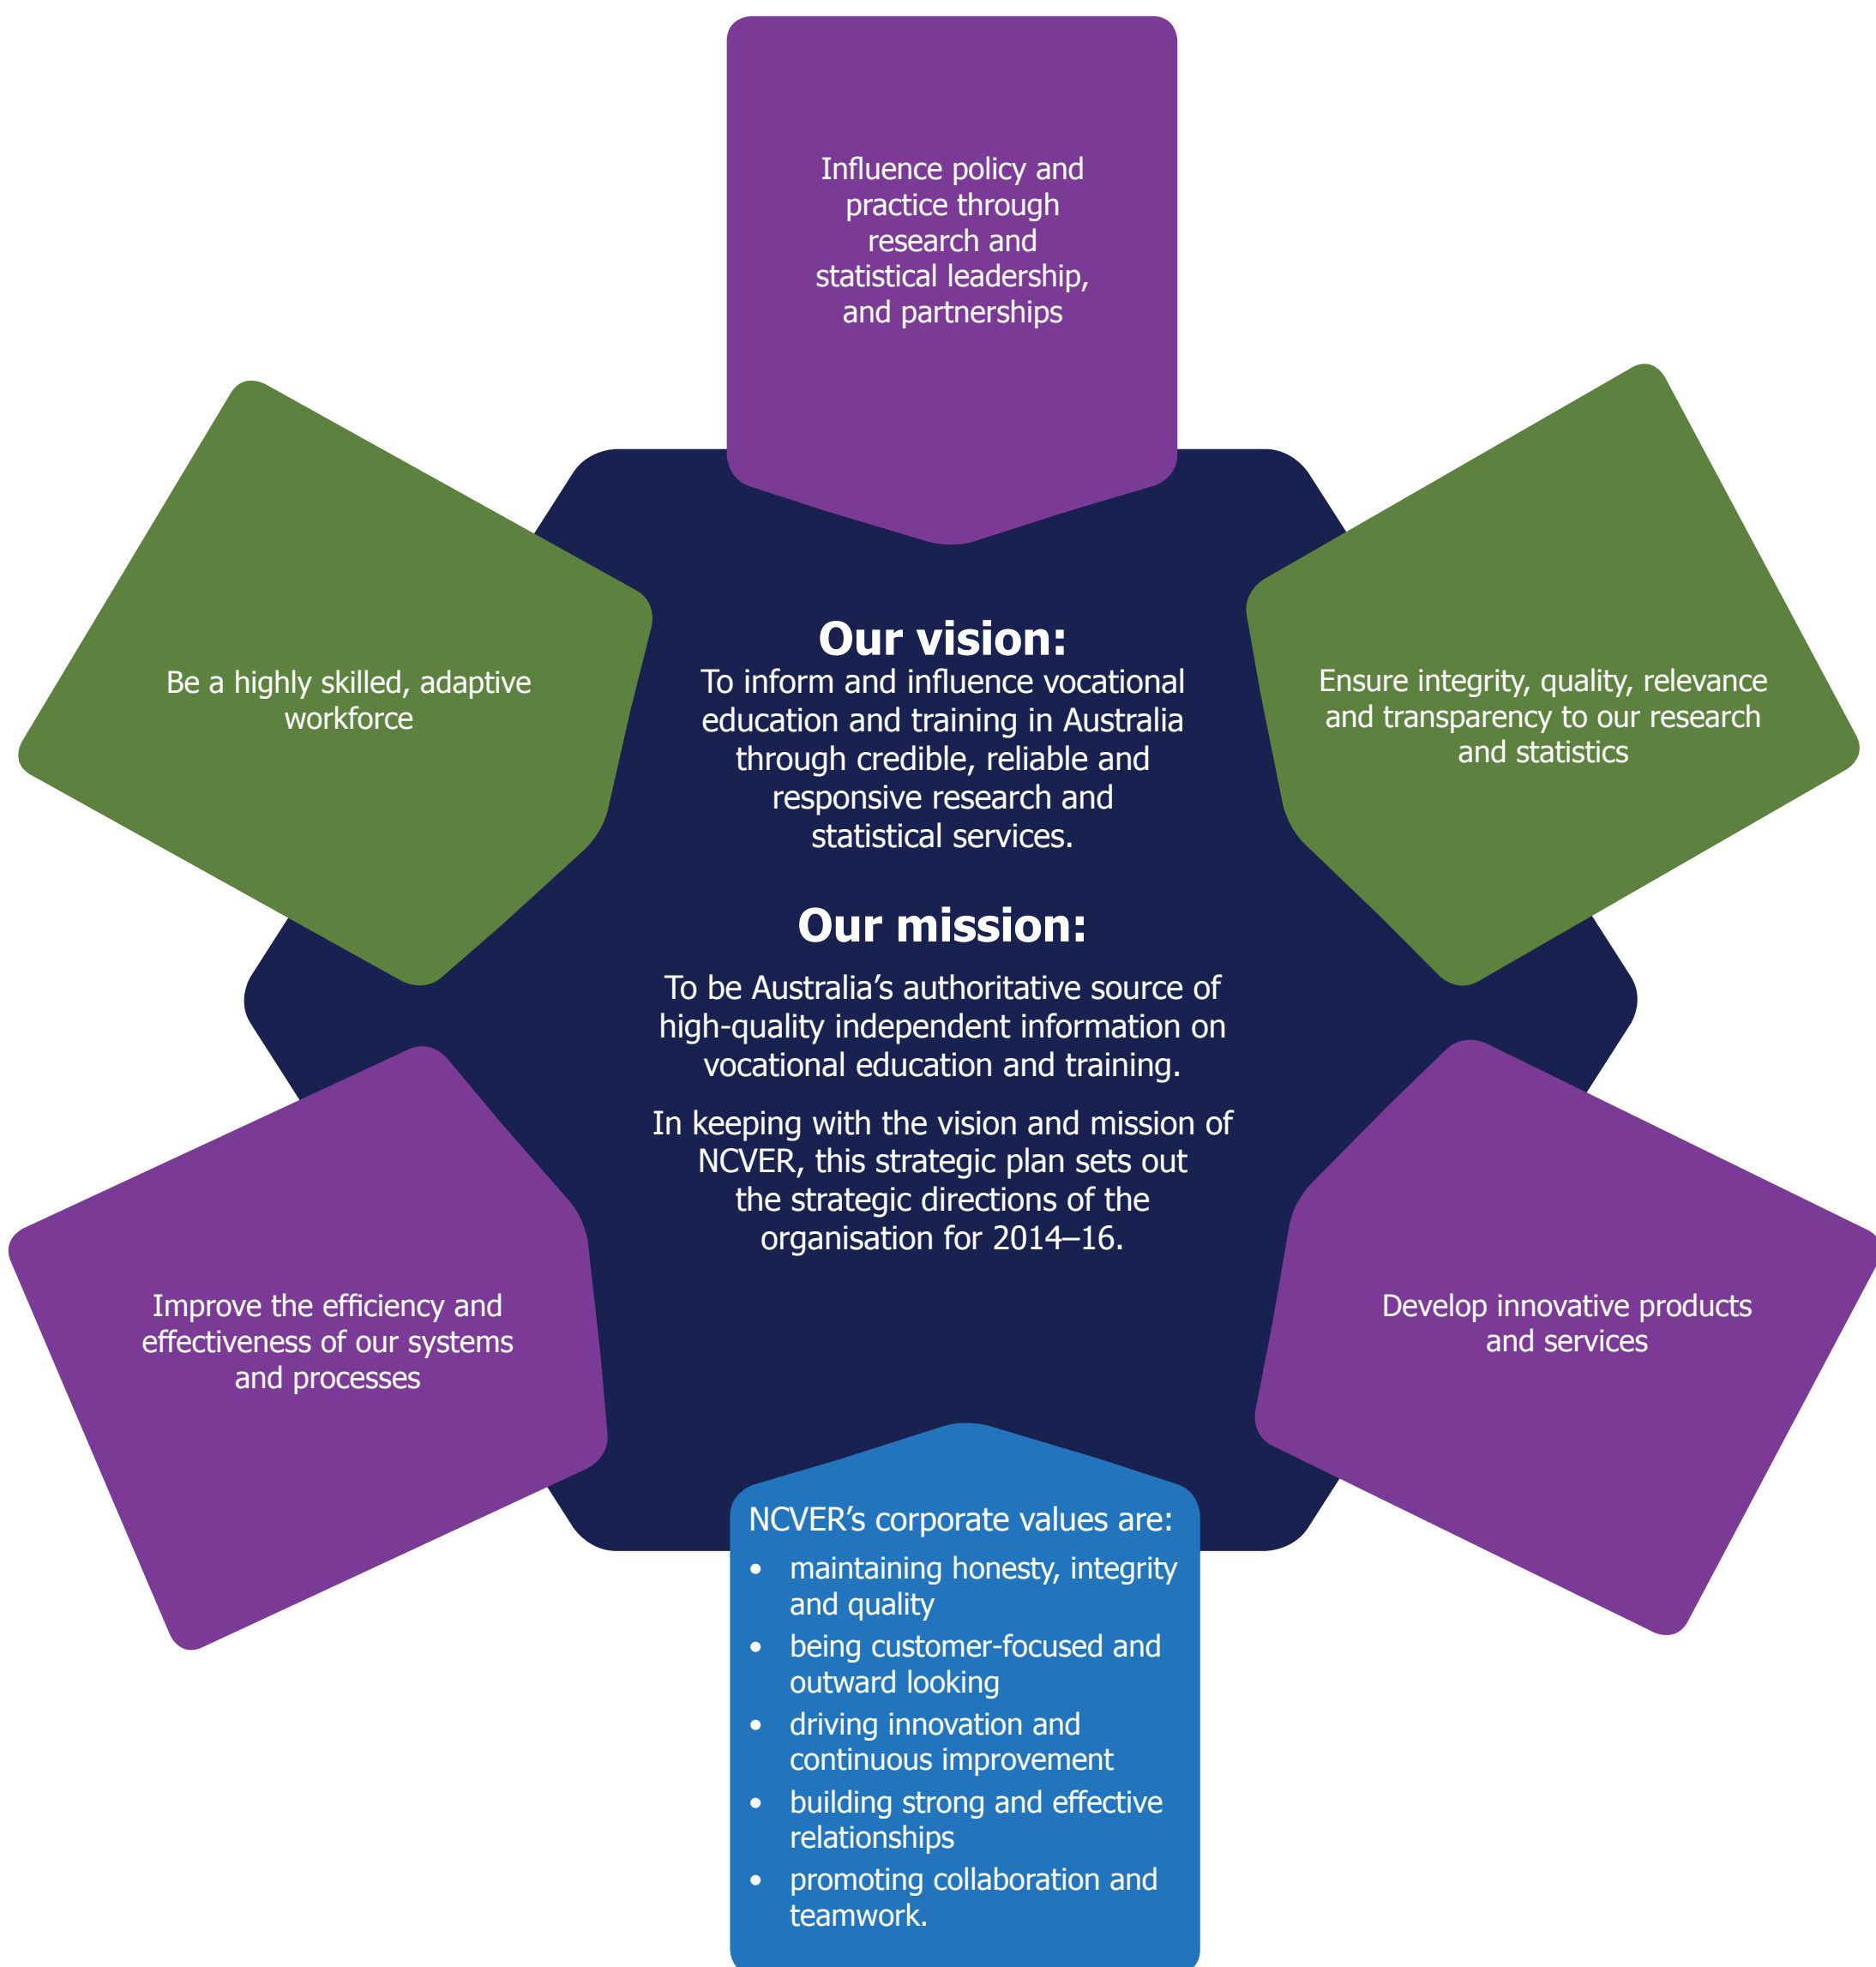 Influence policy and
practice through
research and
statistical leadership,
and partnerships
Be a highly skilled, adaptive
workforce
Our vision:
To inform and influence vocational
education and training in Australia
through credible, reliable and
responsive research and
statistical services.
Ensure integrity, quality, relevance
and transparency to our research
and statistics
Our mission:
To be Australia’s authoritative source of
high-quality independent information on
vocational education and training.
In keeping with the vision and mission of
NCVER, this strategic plan sets out
the strategic directions of the
organisation for 2014–16.
Improve the efficiency and
effectiveness of our systems
and processes
Develop innovative products
and services
NCVER’s corporate values are:
• maintaining honesty, integrity
and quality
• being customer-focused and
outward looking
• driving innovation and
continuous improvement
• building strong and effective
relationships
• promoting collaboration and
teamwork.